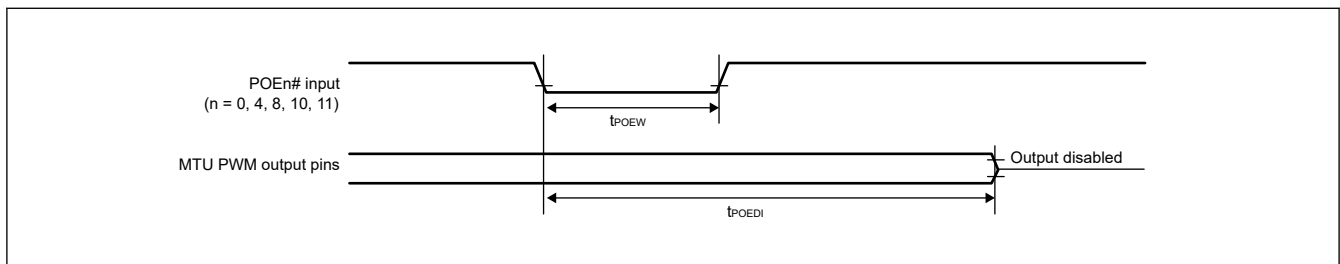 POEn# input
(n = 0, 4, 8, 10, 11)
tPOEW
MTU PWM output pins
Output disabled
tPOEDI